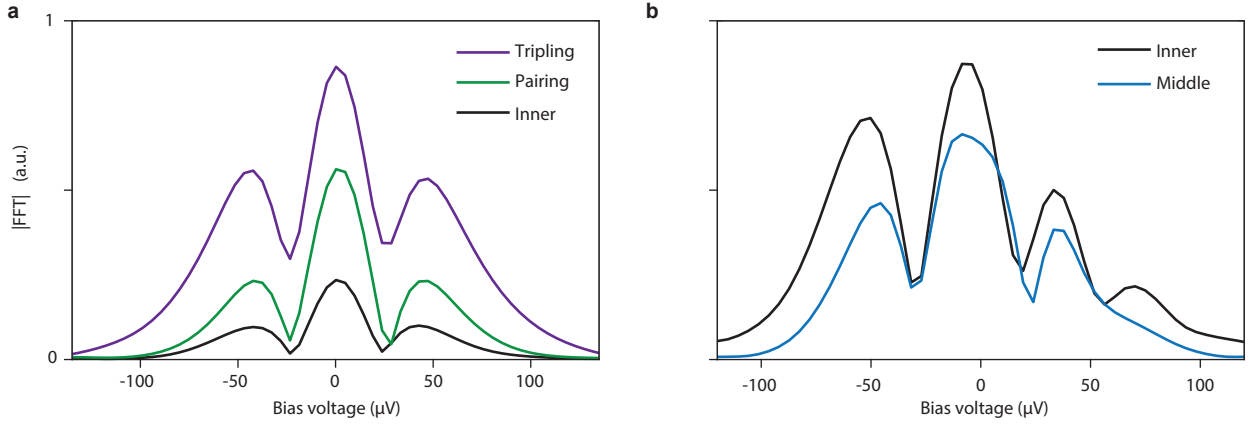 a
1
0
|FFT| (a.u.)
Tripling
Pairing
Inner
-100
-50
0
50
100
Bias voltage (µV)
b
Inner
Middle
-100
-50
0
50
100
Bias voltage (µV)